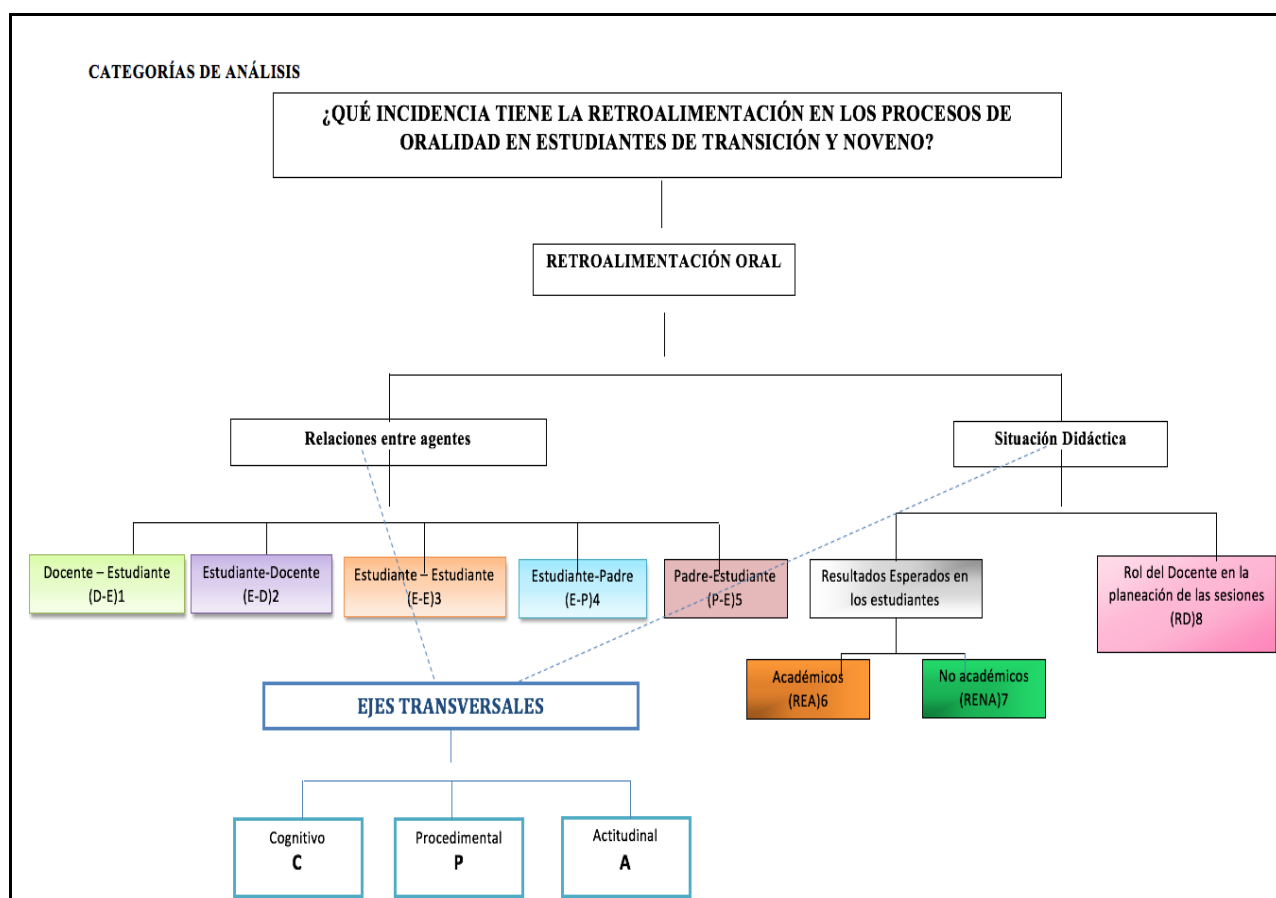 CATEGORÍAS DE ANÁLISIS
¿QUÉ INCIDENCIA TIENE LA RETROALIMENTACIÓN EN LOS PROCESOS DE
ORALIDAD EN ESTUDIANTES DE TRANSICIÓN Y NOVENO?
RETROALIMENTACIÓN ORAL
Relaciones entre agentes
Situación Didáctica
Docente – Estudiante
(D-E)1
Estudiante-Docente
(E-D)2
Estudiante – Estudiante
(E-E)3
Estudiante-Padre
(E-P)4
Padre-Estudiante
(P-E)5
Resultados Esperados en
los estudiantes
Rol del Docente en la
planeación de las sesiones
(RD)8
Académicos
(REA)6
No académicos
(RENA)7
EJES TRANSVERSALES
Cognitivo
C
Procedimental
P
Actitudinal
A